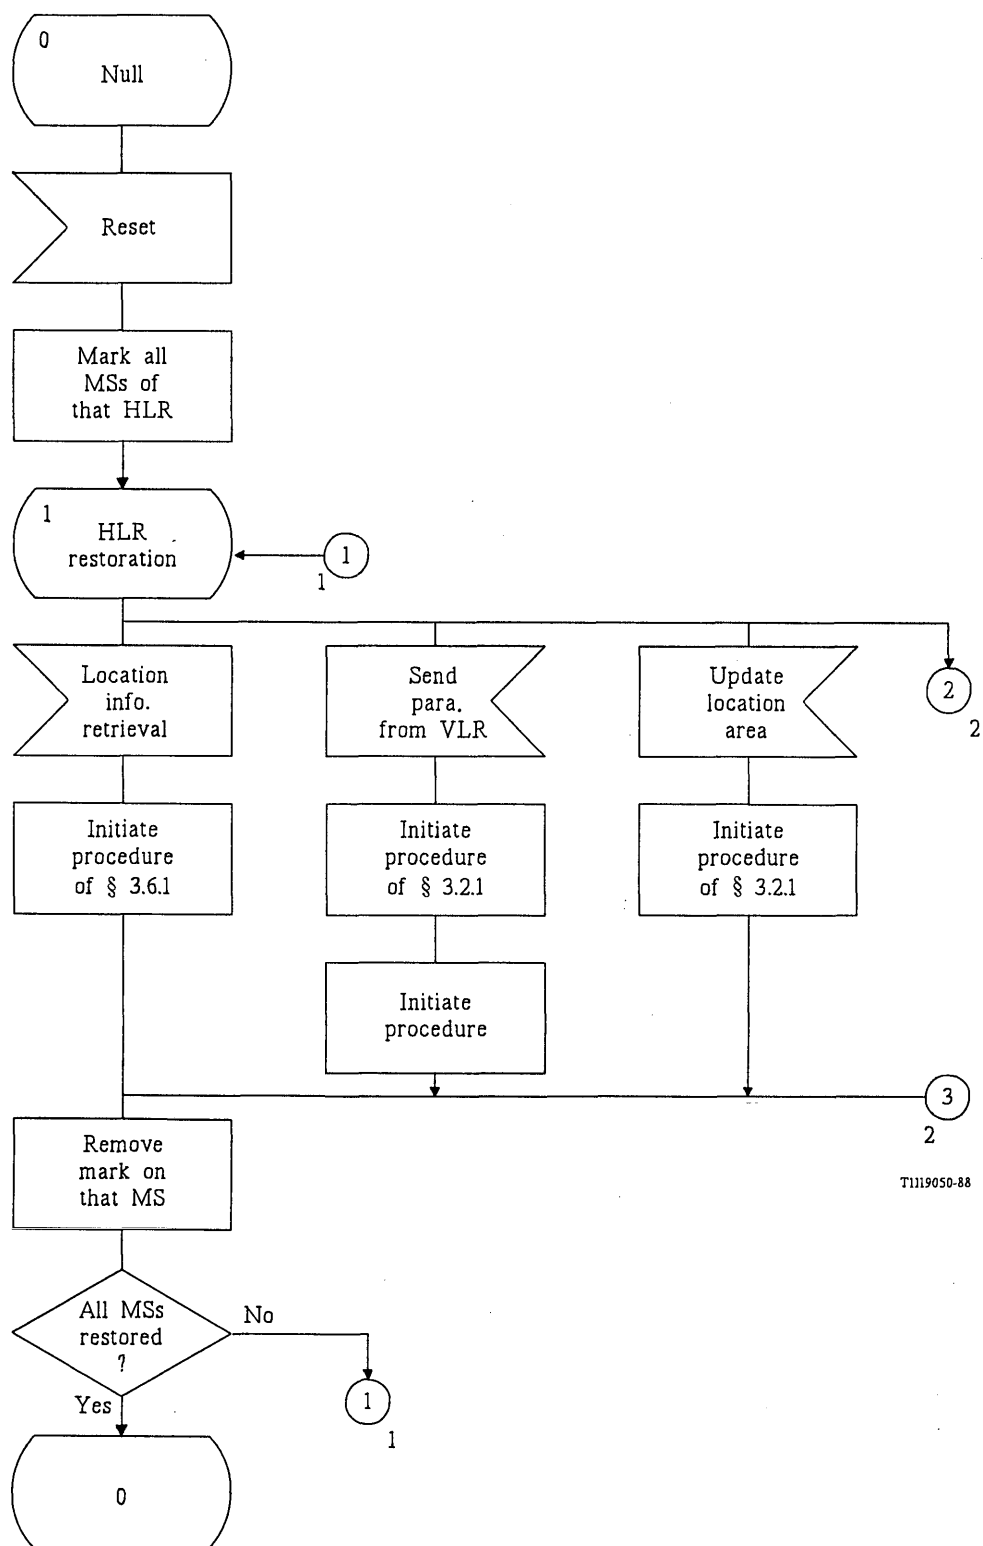 0
Null
Reset
Mark all
MSs of
that HLR
1
HLR
restoration
1
1
Location
info.
retrieval
Send
para.
from VLR
Update
location
area
2
2
Initiate
procedure
of § 3.6.1
Initiate
procedure
of § 3.2.1
Initiate
procedure
of § 3.2.1
Initiate
procedure
3
2
Remove
mark on
that MS
T1119050-88
All MSs
restored
?
No
Yes
1
1
0